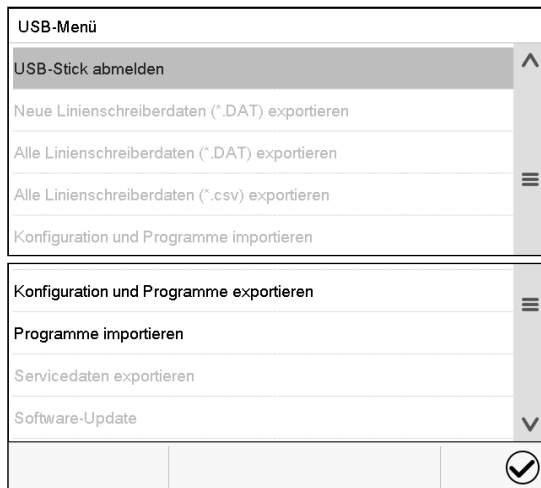 USB-Menü
USB-Stick abmelden
Neue Linienschreiberdaten (*.DAT) exportieren
Alle Linienschreiberdaten (*.DAT) exportieren
Alle Linienschreiberdaten (*.csv) exportieren
Konfiguration und Programme importieren
Konfiguration und Programme exportieren
Programme importieren
Servicedaten exportieren
Software-Update